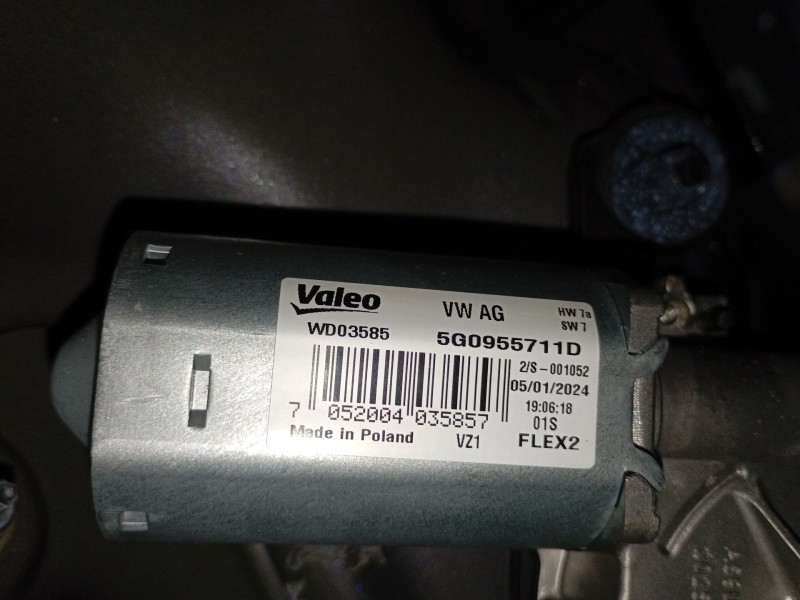 Valeo VW AG HW 7a
SW 7
WD03585 5G0955711D
2/S-001052
05/01/2024
19:06:18
7 052004 035857 01S
Made in Poland VZ1 FLEX2